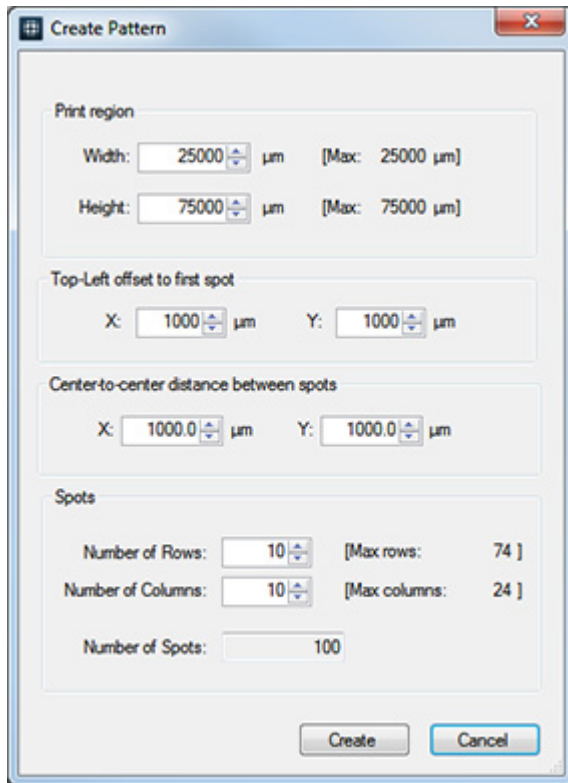 Create Pattern
Print region
Width: 25000 µm [Max: 25000 µm]
Height: 75000 µm [Max: 75000 µm]
Top-Left offset to first spot
X: 1000 µm Y: 1000 µm
Center-to-center distance between spots
X: 1000.0 µm Y: 1000.0 µm
Spots
Number of Rows: 10 [Max rows: 74 ]
Number of Columns: 10 [Max columns: 24 ]
Number of Spots: 100
Create Cancel